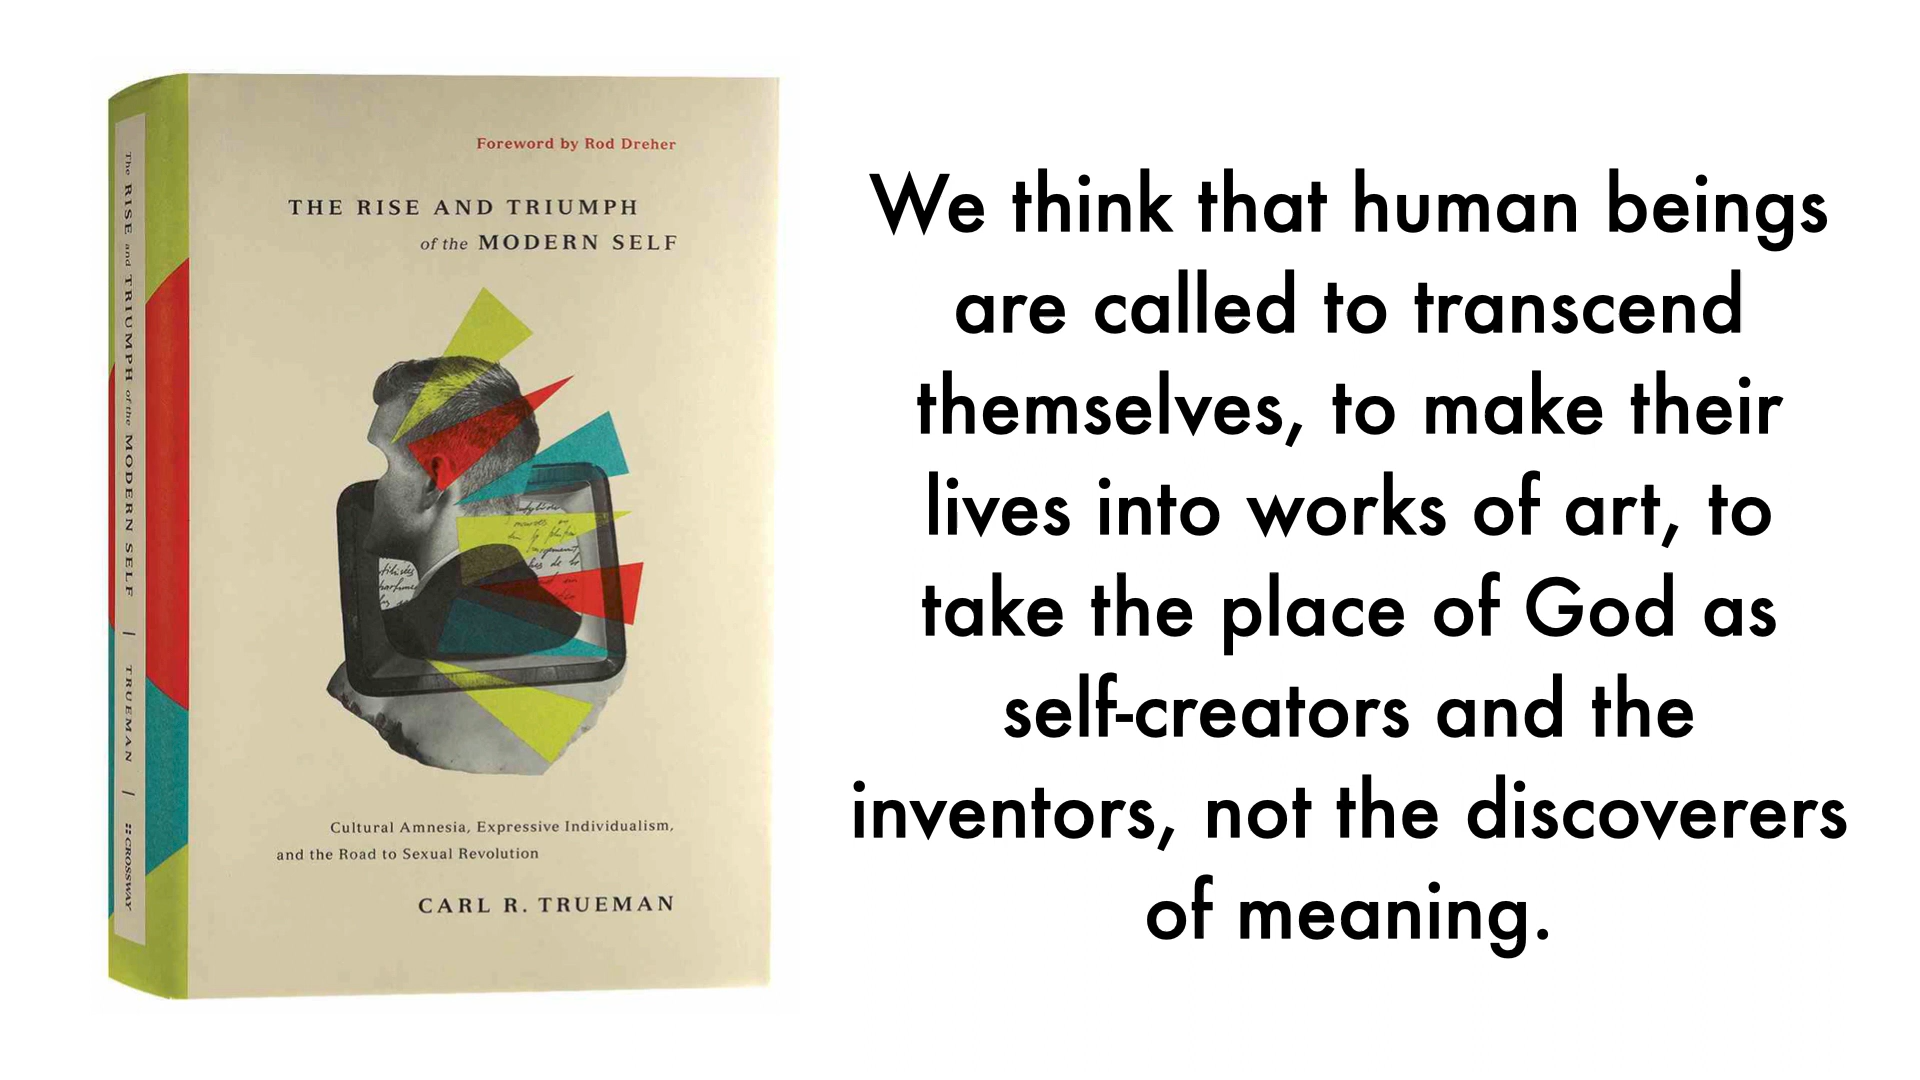 The RISE and TRIUMPH of the MODERN SELF | TRUEMAN | CROSSWAY
Foreword by Rod Dreher
THE RISE AND TRIUMPH
of the MODERN SELF
Cultural Amnesia, Expressive Individualism,
and the Road to Sexual Revolution
CARL R. TRUEMAN
We think that human beings
are called to transcend
themselves, to make their
lives into works of art, to
take the place of God as
self-creators and the
inventors, not the discoverers
of meaning.